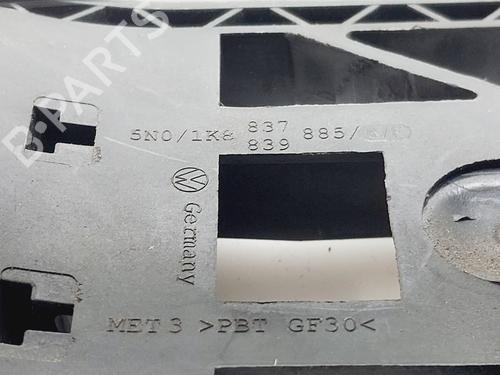 B-PARTS
5N0/1K8 837 885/
839
Germany
MET 3 >PBT GF30<